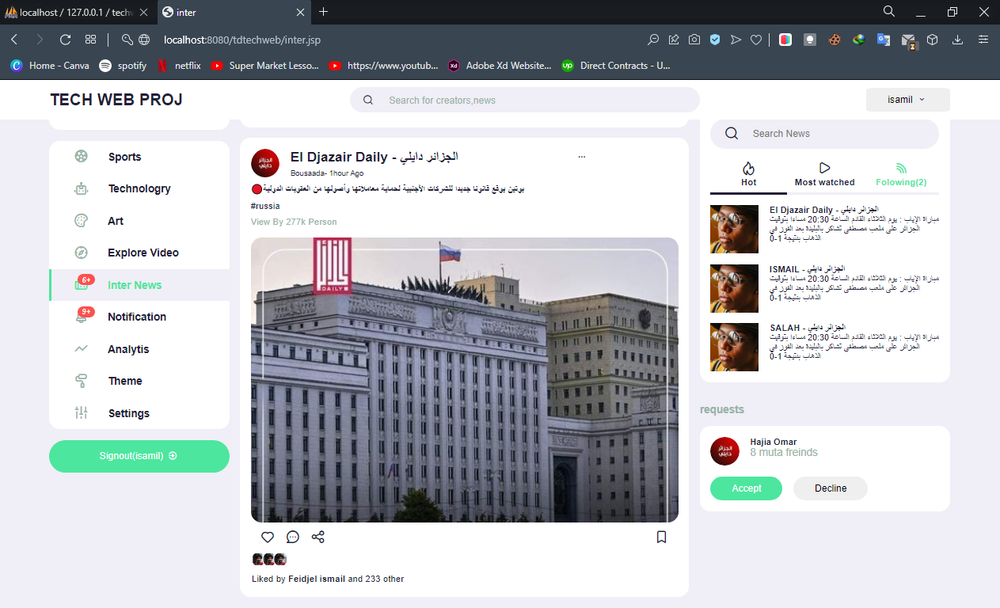 localhost / 127.0.0.1 / techw
inter
localhost:8080/tdtechweb/inter.jsp
Home - Canva
spotify
netflix
Super Market Lesso...
https://www.youtub...
Adobe Xd Website...
Direct Contracts - U...
TECH WEB PROJ
Search for creators,news
isamil
Sports
Technologry
Art
Explore Video
6+
Inter News
9+
Notification
Analytis
Theme
Settings
Signout(isamil)
El Djazair Daily - الجزائر دايلي
...
Bousaada- 1hour Ago
بوتين يوقع قانونا جديدا للشركات الأجنبية لحماية معاملاتها وأصولها من العقوبات الدولية
#russia
View By 277k Person
DAILY
Liked by Feidjel ismail and 233 other
Search News
Hot
Most watched
Folowing(2)
El Djazair Daily - الجزائر دايلي
مباراة الإياب : يوم الثلاثاء القادم الساعة 20:30 مساءا بتوقيت
الجزائر على ملعب مصطفى تشاكر بالبليدة بعد الفوز في
الذهاب بنتيجة 1-0
ISMAIL - الجزائر دايلي
مباراة الإياب : يوم الثلاثاء القادم الساعة 20:30 مساءا بتوقيت
الجزائر على ملعب مصطفى تشاكر بالبليدة بعد الفوز في
الذهاب بنتيجة 1-0
SALAH - الجزائر دايلي
مباراة الإياب : يوم الثلاثاء القادم الساعة 20:30 مساءا بتوقيت
الجزائر على ملعب مصطفى تشاكر بالبليدة بعد الفوز في
الذهاب بنتيجة 1-0
requests
الجزائر
دايلي
Hajia Omar
8 muta freinds
Accept
Decline